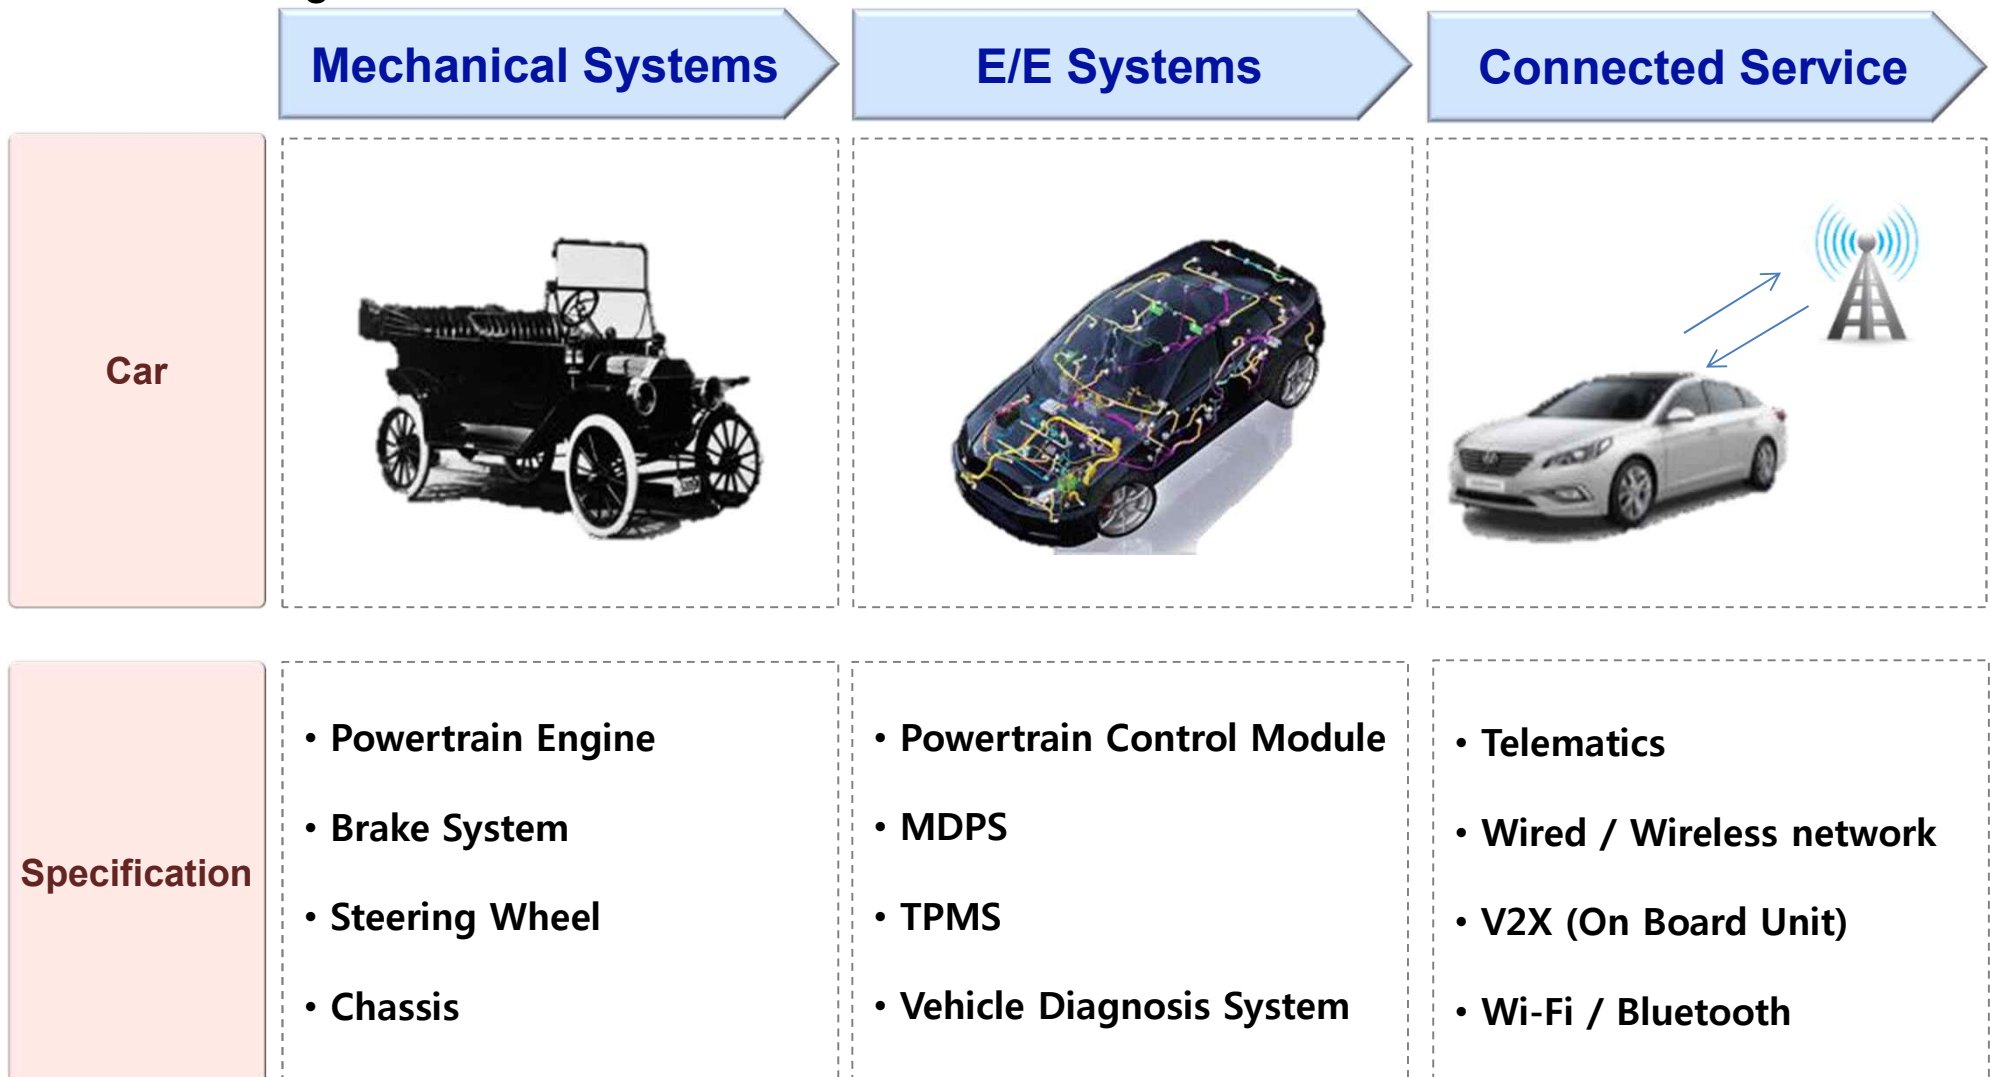 Mechanical Systems
E/E Systems
Connected Service
Car
Specification
• Powertrain Engine
• Brake System
• Steering Wheel
• Chassis
• Powertrain Control Module
• MDPS
• TPMS
• Vehicle Diagnosis System
• Telematics
• Wired / Wireless network
• V2X (On Board Unit)
• Wi-Fi / Bluetooth